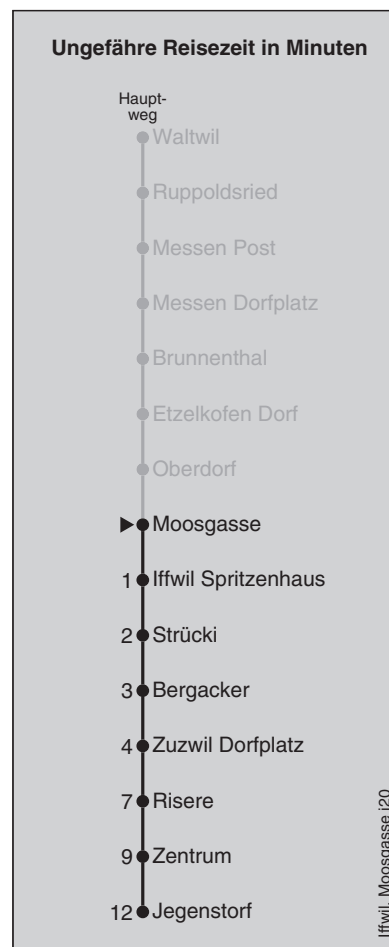 Ungefähre Reisezeit in Minuten
Haupt-
weg
Waltwil
Ruppoldsried
Messen Post
Messen Dorfplatz
Brunnenthal
Etzelkofen Dorf
Oberdorf
Moosgasse
1 Iffwil Spritzenhaus
2 Strücki
3 Bergacker
4 Zuzwil Dorfplatz
7 Risere
9 Zentrum
12 Jegenstorf
Iffwil, Moosgasse j20